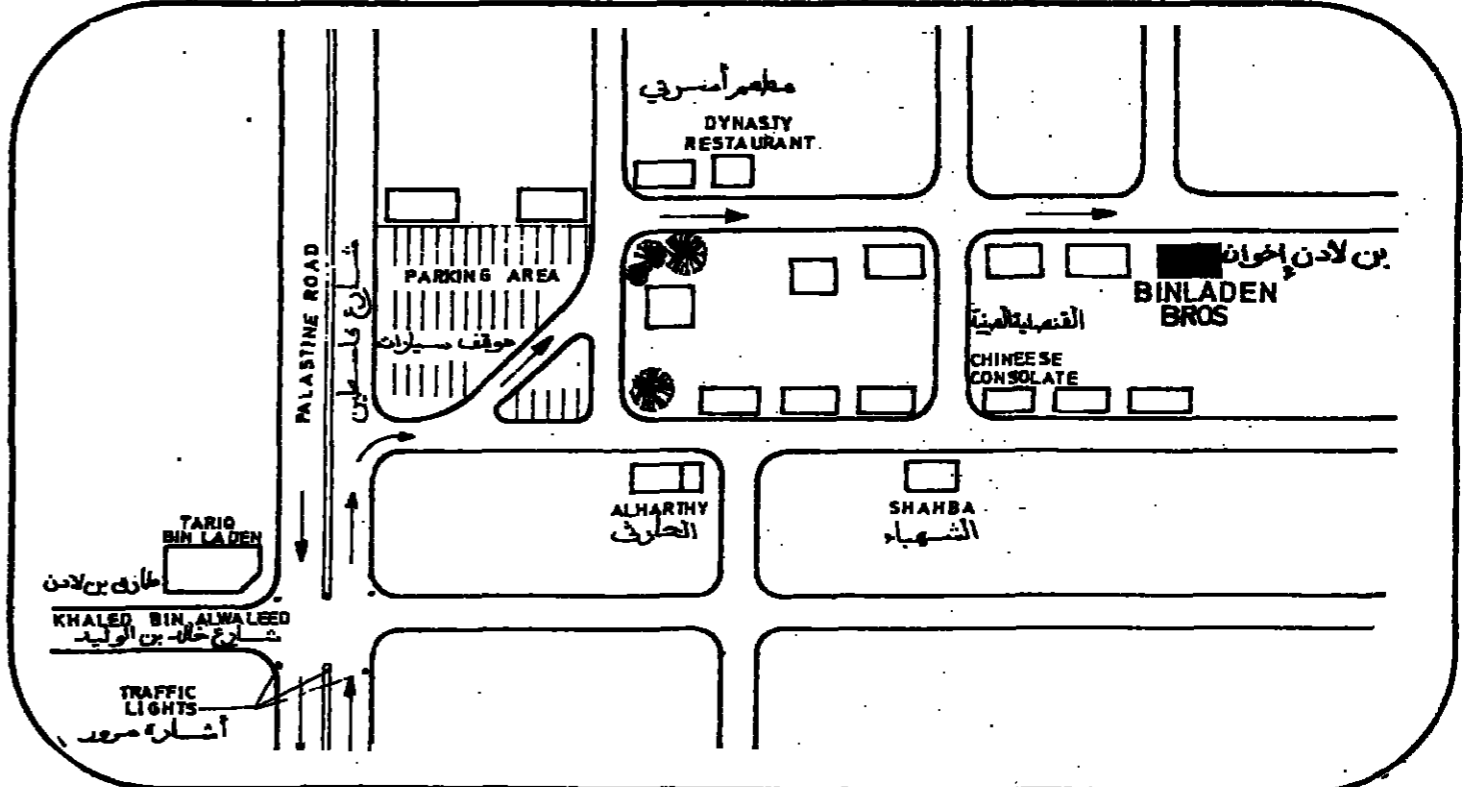 مطعم أسرتي
DYNASTY
RESTAURANT
PALASTINE ROAD
شارع فلسطين
PARKING AREA
موقف سيارات
بن لادن إخوان
BINLADEN
BROS
القنصلية الصينية
CHINEESE
CONSOLATE
ALHARTHY
الحارثي
SHAHBA
الشهباء
TARIQ
BIN LADEN
طارق بن لادن
KHALED BIN ALWALEED
شارع خالد بن الوليد
TRAFFIC
LIGHTS
أشارة مرور